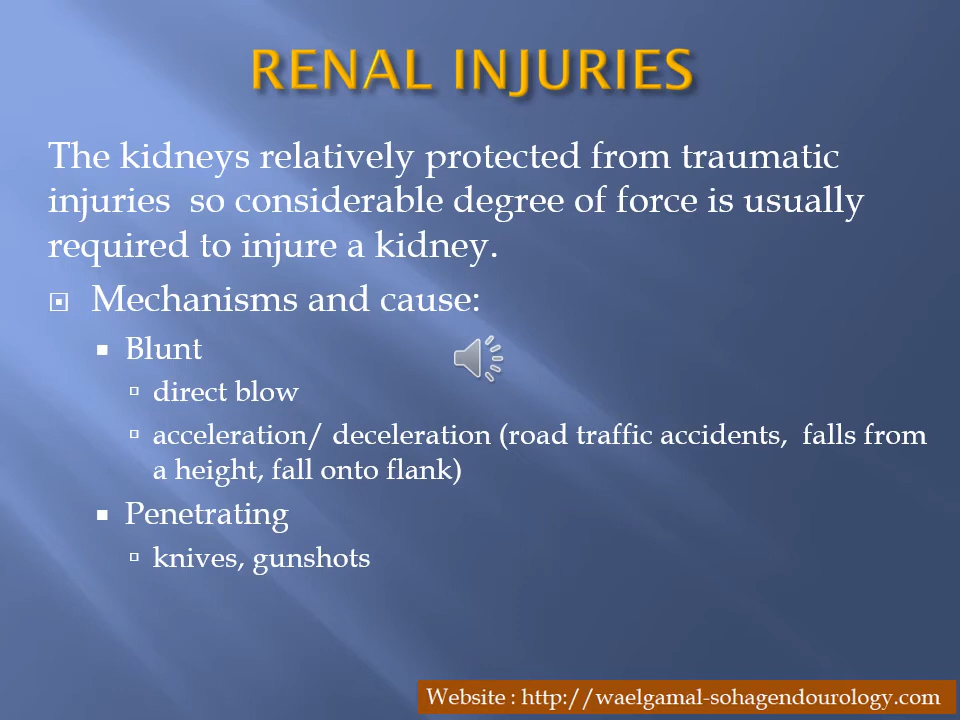 RENAL INJURIES
The kidneys relatively protected from traumatic
injuries  so considerable degree of force is usually
required to injure a kidney.
Mechanisms and cause:
Blunt
direct blow
acceleration/ deceleration (road traffic accidents,  falls from
a height, fall onto flank)
Penetrating
knives, gunshots
Website : http://waelgamal-sohagendourology.com